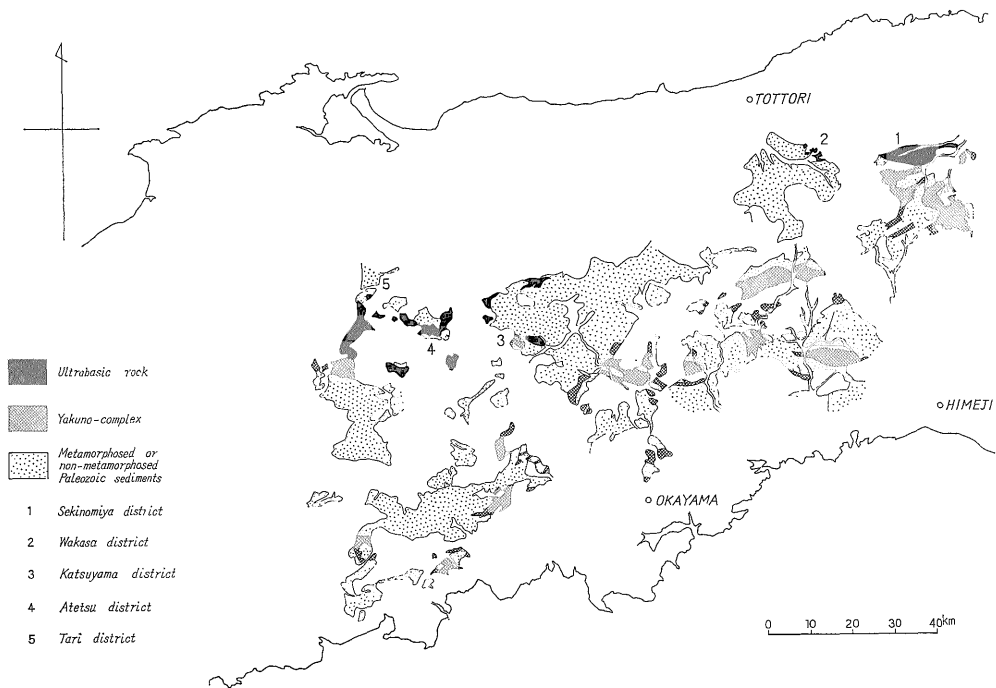 TOTTORI
2
1
5
4
3
HIMEJI
OKAYAMA
Ultrabasic rock
Yakuno-complex
Metamorphosed or
non-metamorphosed
Paleozoic sediments
1 Sekinomiya district
2 Wakasa district
3 Katsuyama district
4 Atetsu district
5 Tari district
0 10 20 30 40km